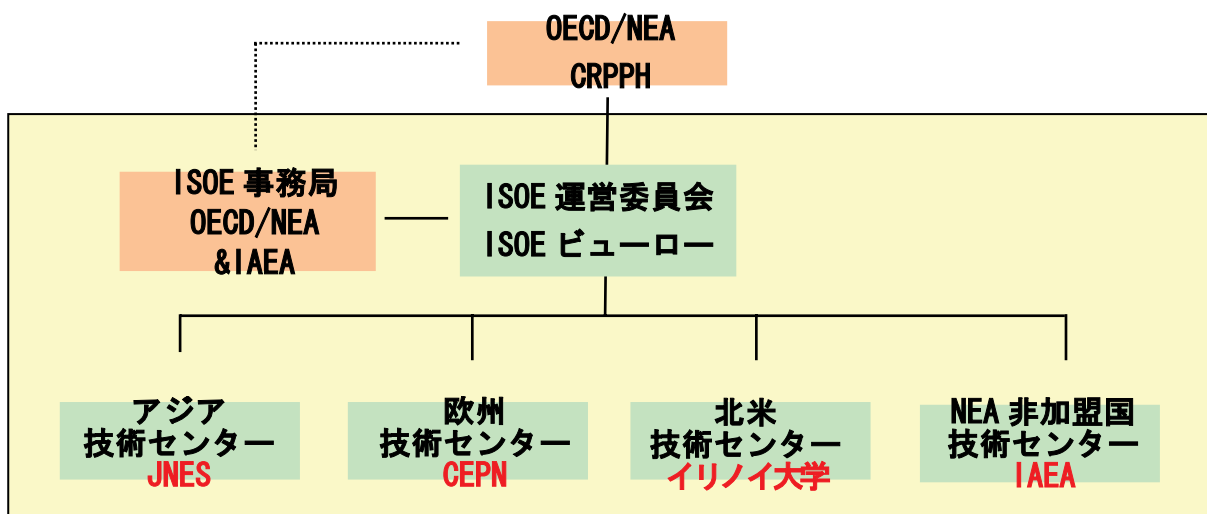 OECD/NEA
CRPPH
ISOE 事務局
OECD/NEA
&IAEA
ISOE 運営委員会
ISOE ビューロー
アジア
技術センター
JNES
欧州
技術センター
CEPN
北米
技術センター
イリノイ大学
NEA 非加盟国
技術センター
IAEA